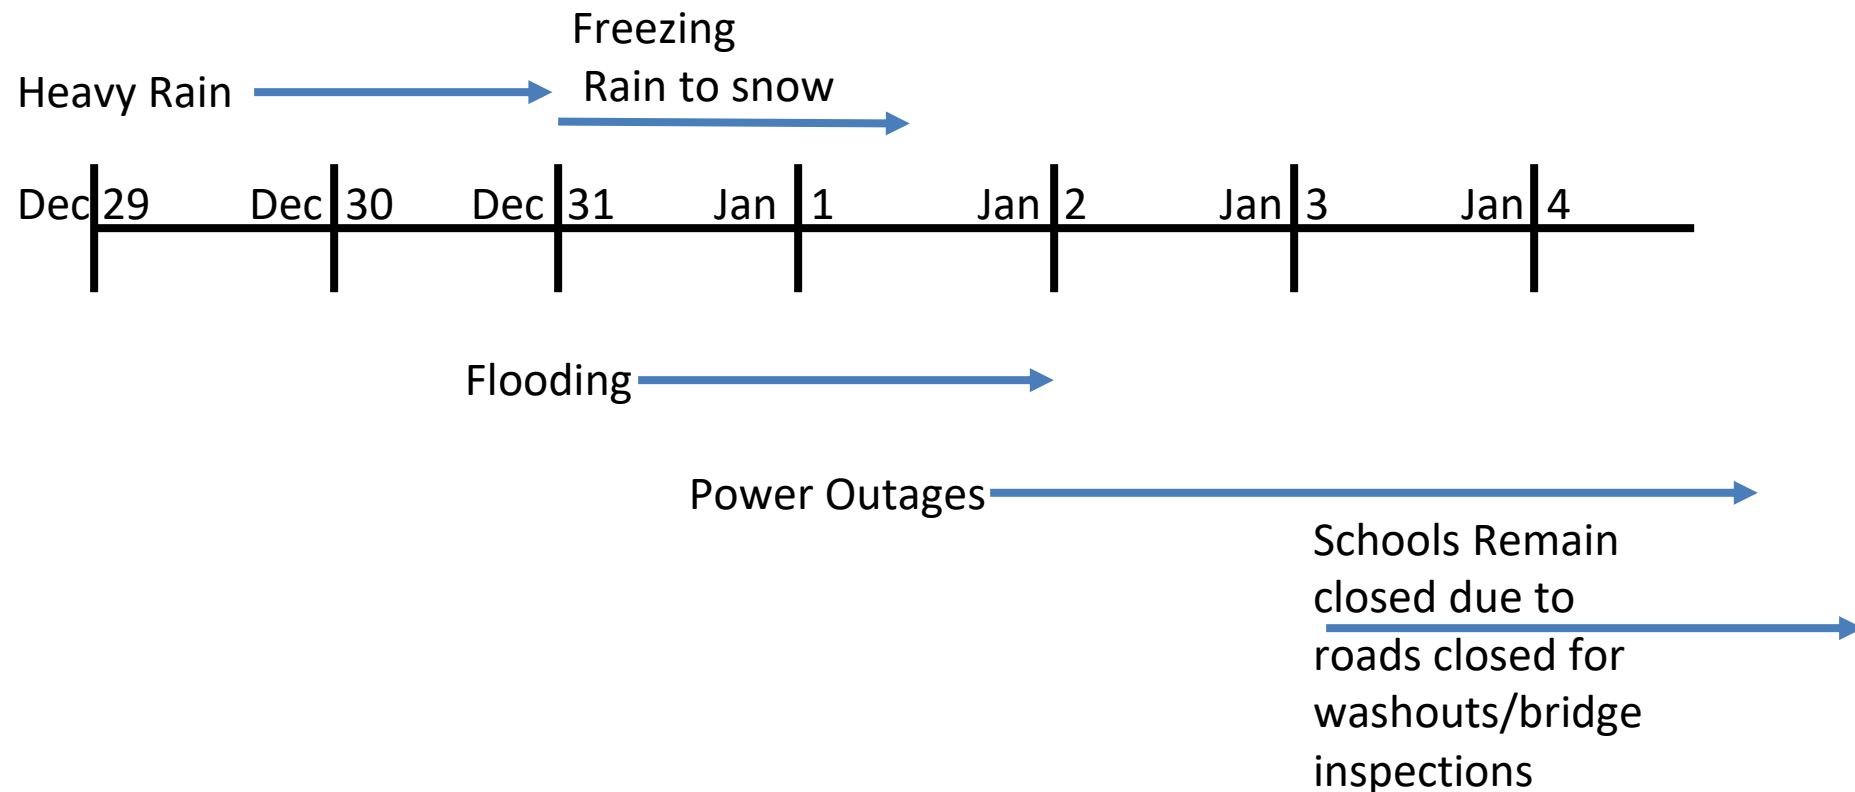 Freezing
Heavy Rain
Rain to snow
Dec 29 Dec 30 Dec 31 Jan 1 Jan 2 Jan 3 Jan 4
Flooding
Power Outages
Schools Remain
closed due to
roads closed for
washouts/bridge
inspections